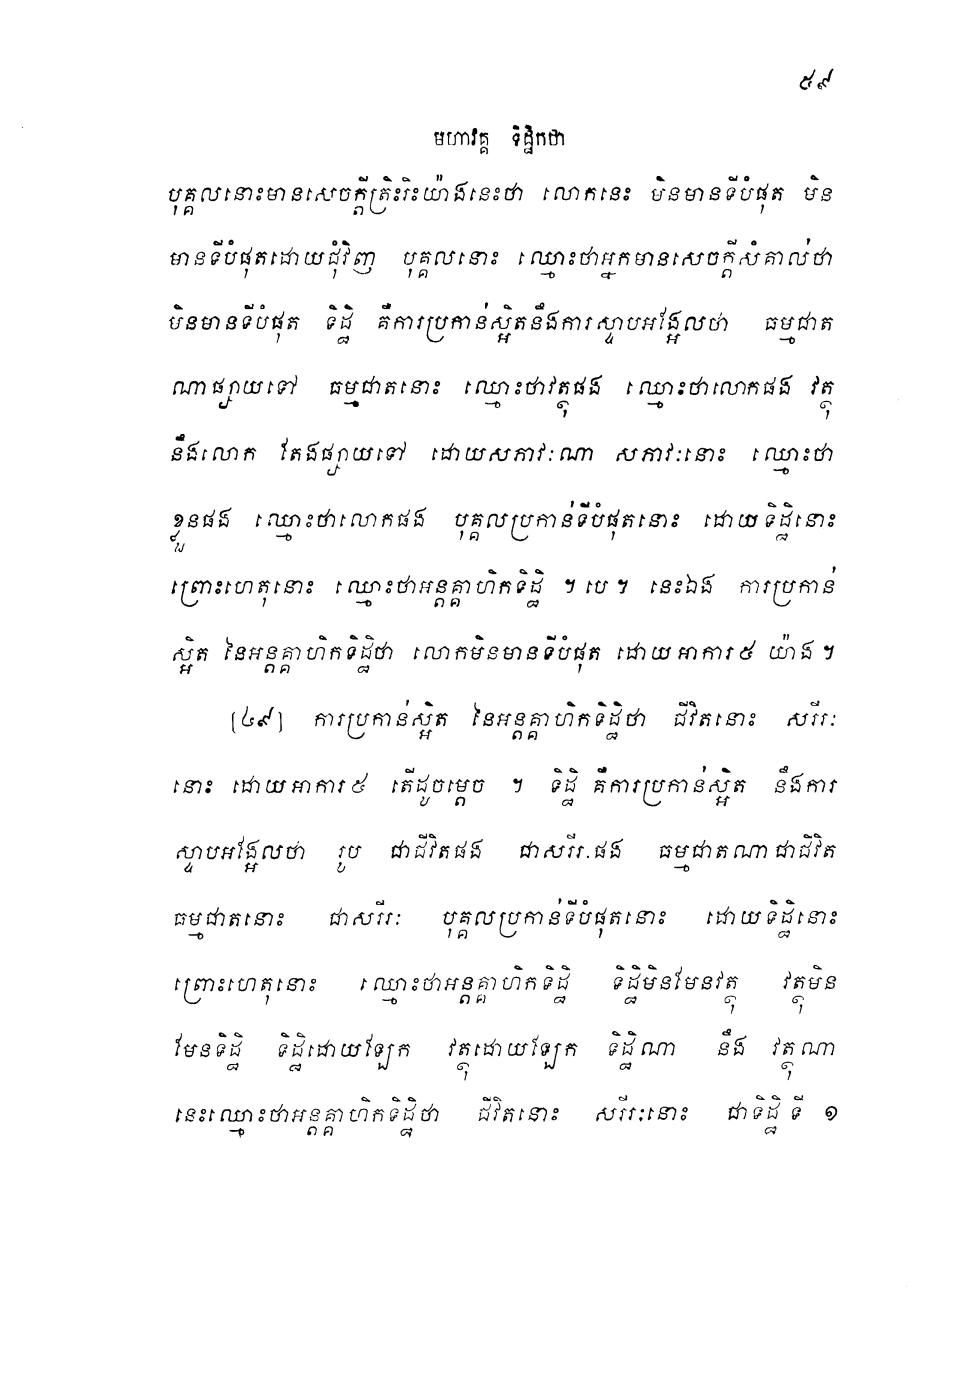 ៥៩
មហាវគ្គ ទិដ្ឋិកថា
បុគ្គលនោះមានសេចក្តីត្រិះរិះយ៉ាងនេះថា លោកនេះ មិនមានទីបំផុត មិន
មានទីបំផុតដោយជុំវិញ បុគ្គលនោះ ឈ្មោះថាអ្នកមានសេចក្តីសំគាល់ថា
មិនមានទីបំផុត ទិដ្ឋិ គឺការប្រកាន់ស្អិតនឹងការស្ទាបអង្អែលថា ធម្មជាត
ណាផ្សាយទៅ ធម្មជាតនោះ ឈ្មោះថាវត្ថុផង ឈ្មោះថាលោកផង វត្ថុ
នឹងលោក តែងផ្សាយទៅ ដោយសភាវៈណា សភាវៈនោះ ឈ្មោះថា
ខ្លួនផង ឈ្មោះថាលោកផង បុគ្គលប្រកាន់ទីបំផុតនោះ ដោយទិដ្ឋិនោះ
ព្រោះហេតុនោះ ឈ្មោះថាអន្តគ្គាហិកទិដ្ឋិ ។ បេ ។ នេះឯង ការប្រកាន់
ស្អិត នៃអន្តគ្គាហិកទិដ្ឋិថា លោកមិនមានទីបំផុត ដោយអាការ៥ យ៉ាង ។
[៤៩] ការប្រកាន់ស្អិត នៃអន្តគ្គាហិកទិដ្ឋិថា ជីវិតនោះ សរីរៈ
នោះ ដោយអាការ៥ តើដូចម្តេច ។ ទិដ្ឋិ គឺការប្រកាន់ស្អិត នឹងការ
ស្ទាបអង្អែលថា រូប ជាជីវិតផង ជាសរីរៈផង ធម្មជាតណាជាជីវិត
ធម្មជាតនោះ ជាសរីរៈ បុគ្គលប្រកាន់ទីបំផុតនោះ ដោយទិដ្ឋិនោះ
ព្រោះហេតុនោះ ឈ្មោះថាអន្តគ្គាហិកទិដ្ឋិ ទិដ្ឋិមិនមែនវត្ថុ វត្ថុមិន
មែនទិដ្ឋិ ទិដ្ឋិដោយឡែក វត្ថុដោយឡែក ទិដ្ឋិណា នឹង វត្ថុណា
នេះឈ្មោះថាអន្តគ្គាហិកទិដ្ឋិថា ជីវិតនោះ សរីរៈនោះ ជាទិដ្ឋិ ទី ១